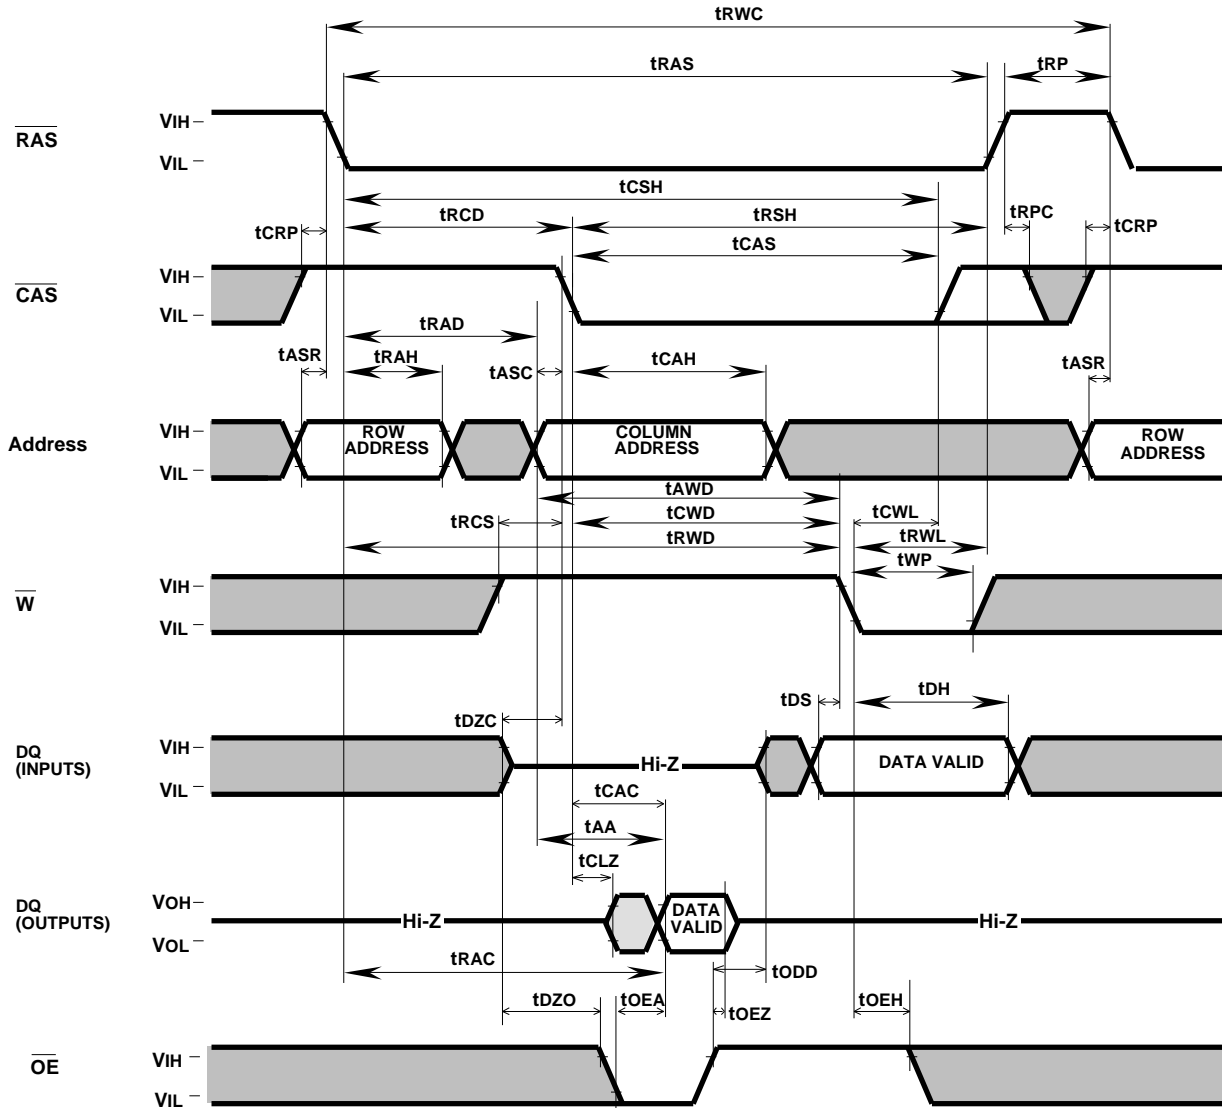 tRWC
tRAS
tRP
RAS
VIH
VIL
tCSH
tRCD
tRSH
tCRP
tRPC
tCRP
tCAS
CAS
VIH
VIL
tRAD
tASR
tRAH
tASC
tCAH
tASR
Address
VIH
VIL
ROW
ADDRESS
COLUMN
ADDRESS
ROW
ADDRESS
tAWD
tRCS
tCWD
tCWL
tRWD
tRWL
tWP
W
VIH
VIL
tDS
tDH
tDZC
DQ
(INPUTS)
VIH
VIL
Hi-Z
DATA VALID
tCAC
tAA
tCLZ
DQ
(OUTPUTS)
VOH
VOL
Hi-Z
DATA
VALID
Hi-Z
tRAC
tODD
tDZO
tOEA
tOEZ
tOEH
OE
VIH
VIL